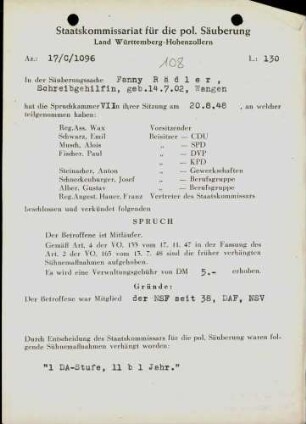 Staatskommissariat für die pol. Säuberung
Land Württemberg-Hohenzollern
Az.: 17/C/1096 108 L.: 130
In der Säuberungssache Fanny Rädler,
Schreibgehilfin, geb.14.7.02, Wangen
hat die Spruchkammer VII in ihrer Sitzung am 20.8.48, an welcher
teilgenommen haben:
Reg.Ass. Wax Vorsitzender
Schwarz, Emil Beisitzer — CDU
Musch, Alois „ — SPD
Fischer, Paul „ — DVP
„ — KPD
Steinacher, Anton „ — Gewerkschaften
Schneckenburger, Josef „ — Berufsgruppe
Alber, Gustav „ — Berufsgruppe
Reg.Angest. Hauer, Franz Vertreter des Staatskommissars
beschlossen und verkündet folgenden
SPRUCH
Der Betroffene ist Mitläufer.
Gemäß Art. 4 der VO. 133 vom 17. 11. 47 in der Fassung des
Art. 2 der VO. 165 vom 13. 7. 48 sind die früher verhängten
Sühnemaßnahmen aufgehoben.
Es wird eine Verwaltungsgebühr von DM 5.- erhoben.
Gründe:
Der Betroffene war Mitglied der NSF seit 38, DAF, NSV
Durch Entscheidung des Staatskommissars für die pol. Säuberung waren fol-
gende Sühnemaßnahmen verhängt worden:
"1 DA-Stufe, 11 b 1 Jahr."